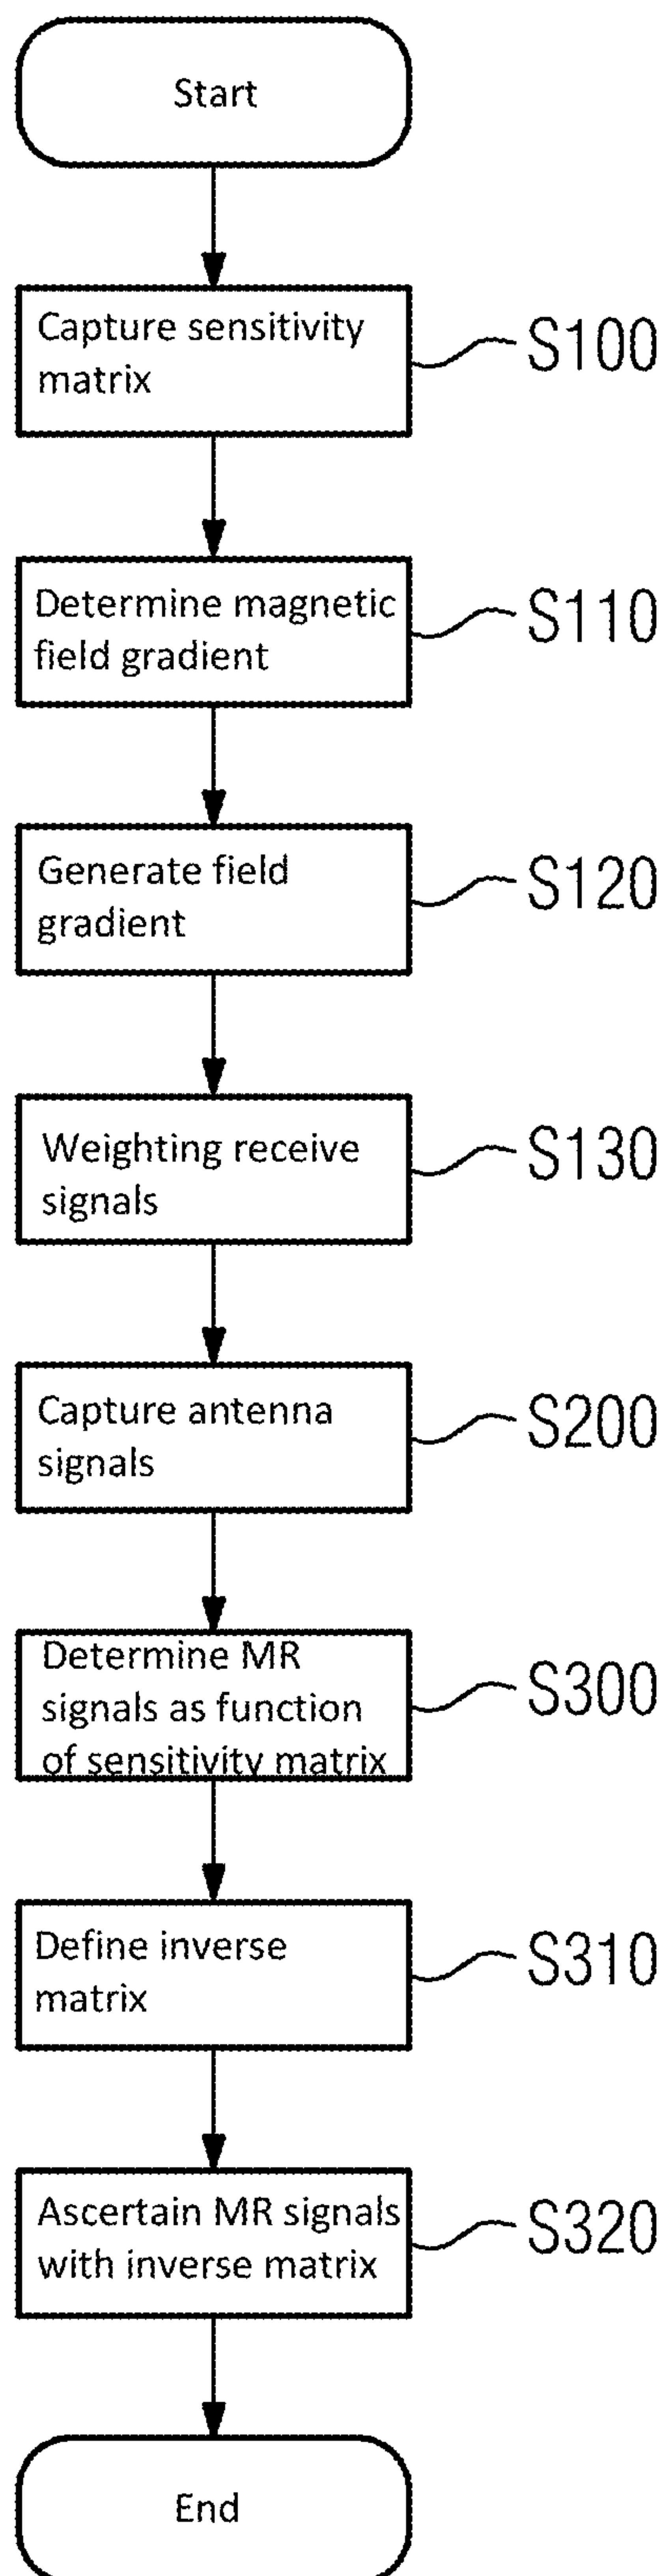 Start
Capture sensitivity
matrix
S100
Determine magnetic
field gradient
S110
Generate field
gradient
S120
Weighting receive
signals
S130
Capture antenna
signals
S200
Determine MR
signals as function
of sensitivity matrix
S300
Define inverse
matrix
S310
Ascertain MR signals
with inverse matrix
S320
End